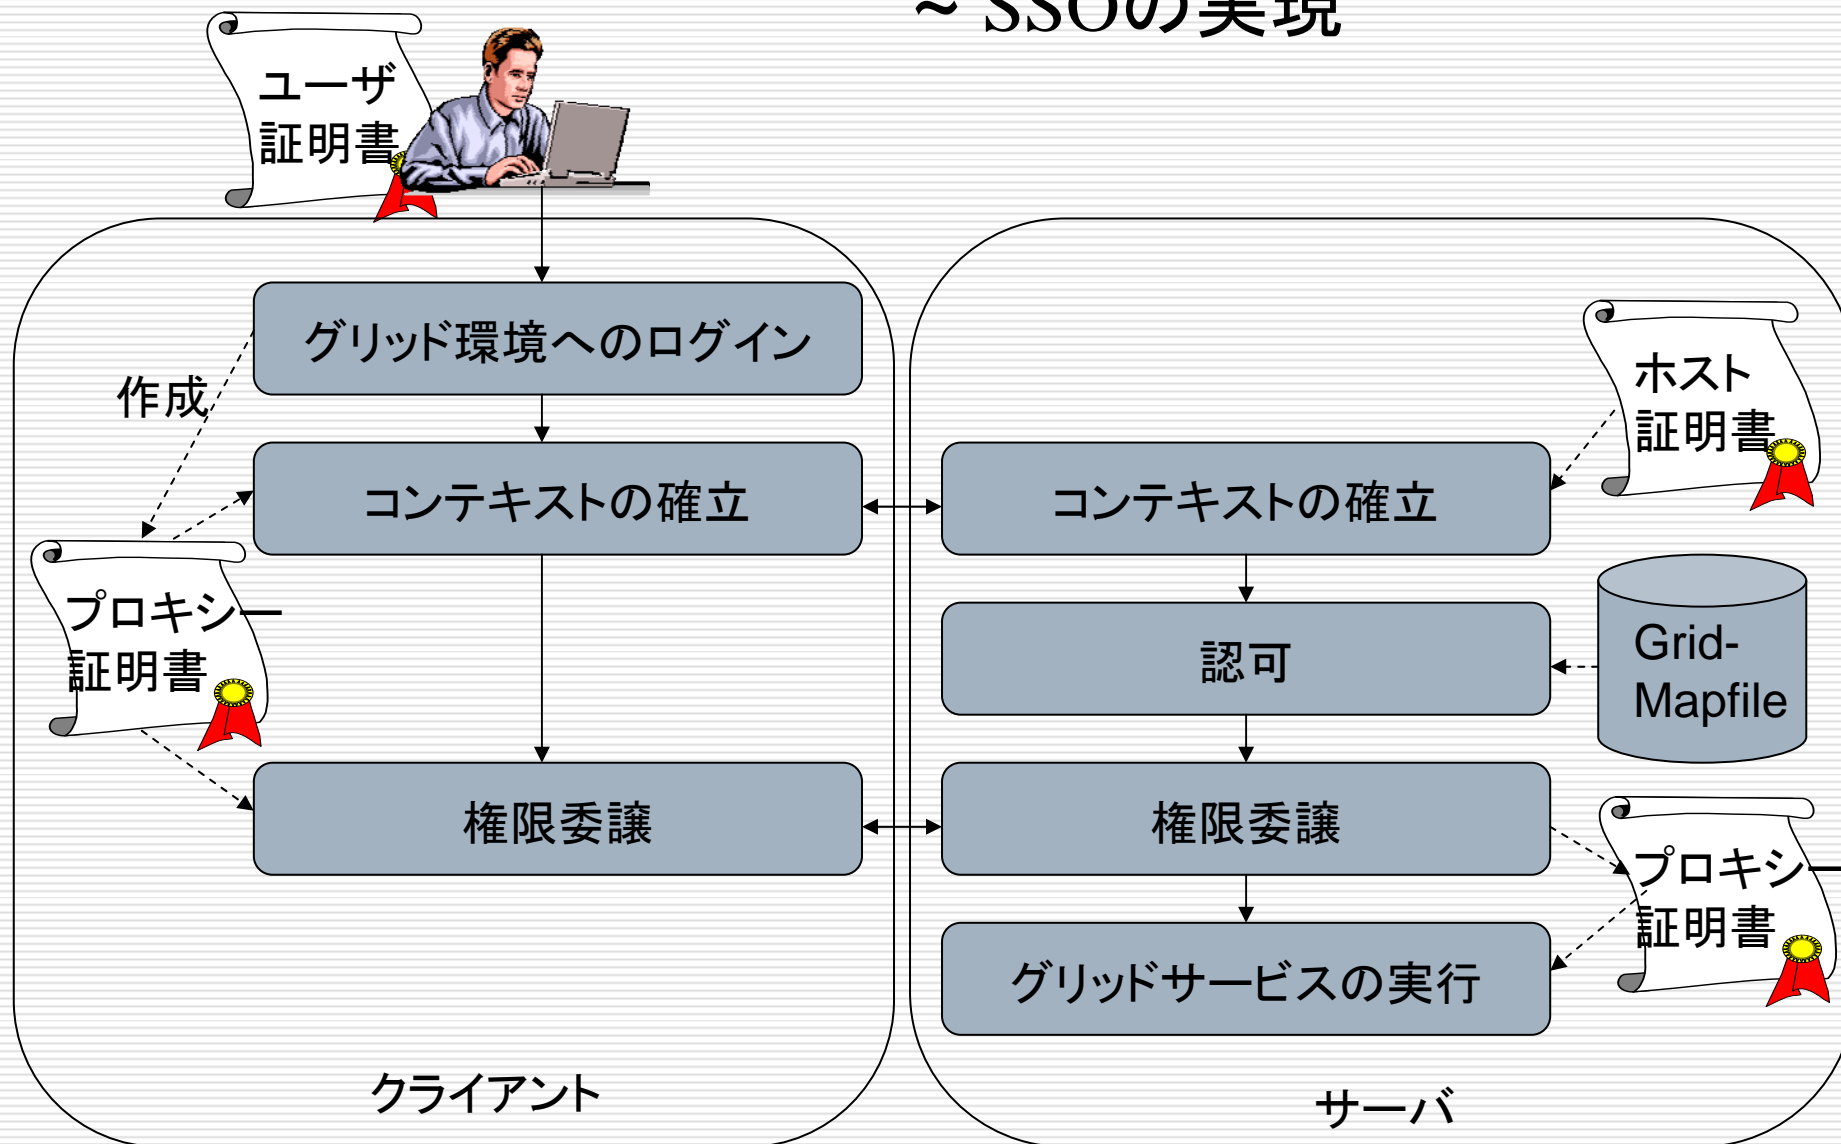 ~ SSOの実現
ユーザ
証明書
グリッド環境へのログイン
作成
コンテキストの確立
プロキシー
証明書
権限委譲
クライアント
ホスト
証明書
コンテキストの確立
認可
Grid-
Mapfile
権限委譲
プロキシー
証明書
グリッドサービスの実行
サーバ